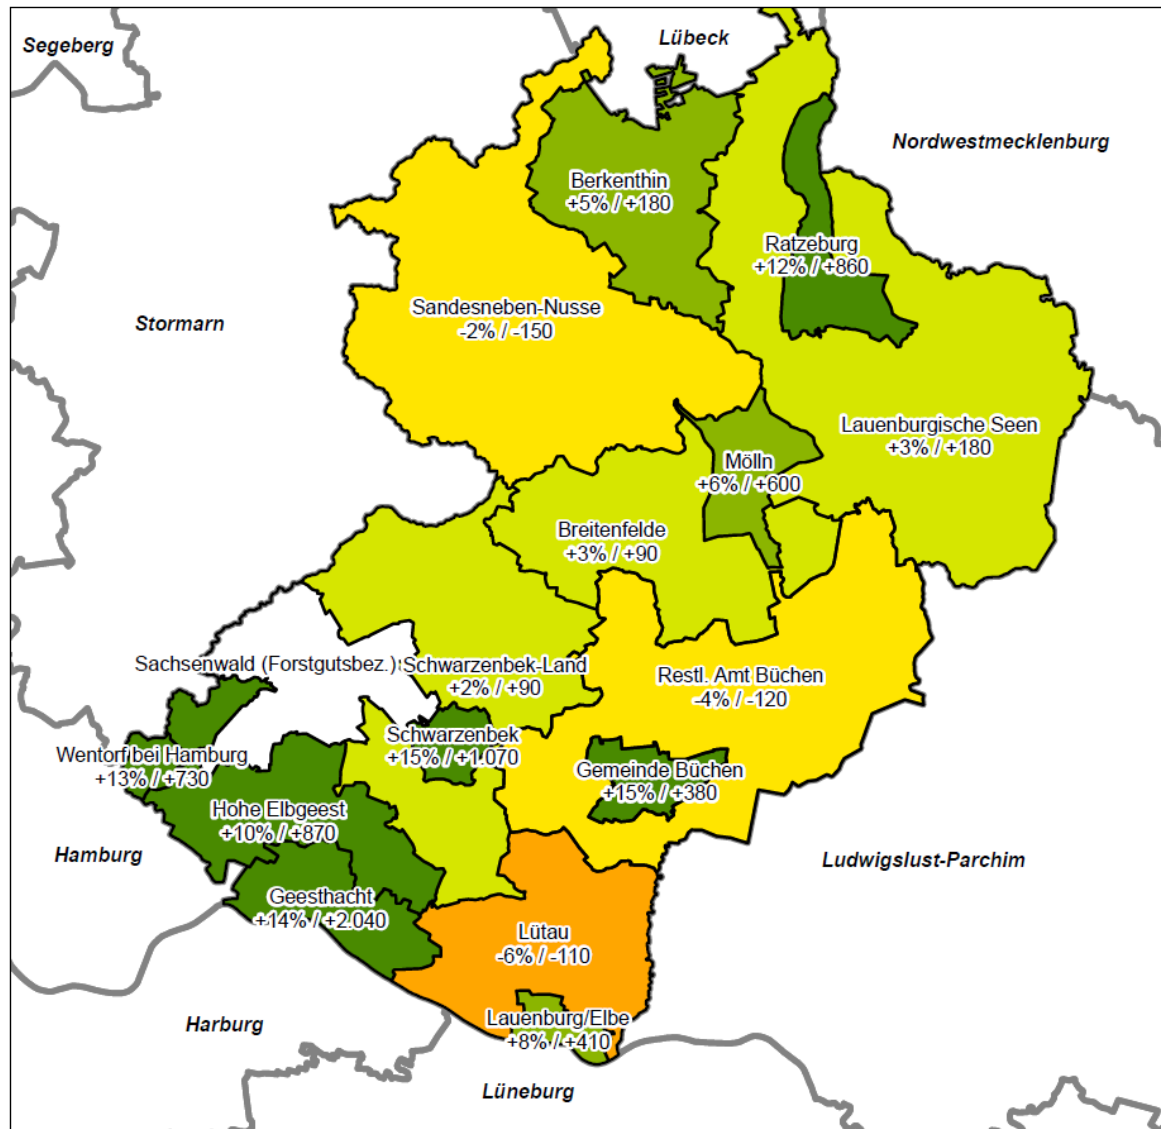 Segeberg
Lübeck
Nordwestmecklenburg
Berkenthin
+5% / +180
Ratzeburg
+12% / +860
Sandesneben-Nusse
-2% / -150
Stormarn
Lauenburgische Seen
+3% / +180
Mölln
+6% / +600
Breitenfelde
+3% / +90
Sachsenwald (Forstgutsbez.)
Schwarzenbek-Land
+2% / +90
Restl. Amt Büchen
-4% / -120
Schwarzenbek
+15% / +1.070
Wentorf bei Hamburg
+13% / +730
Gemeinde Büchen
+15% / +380
Hohe Elbgeest
+10% / +870
Hamburg
Ludwigslust-Parchim
Geesthacht
+14% / +2.040
Lütau
-6% / -110
Harburg
Lauenburg/Elbe
+8% / +410
Lüneburg